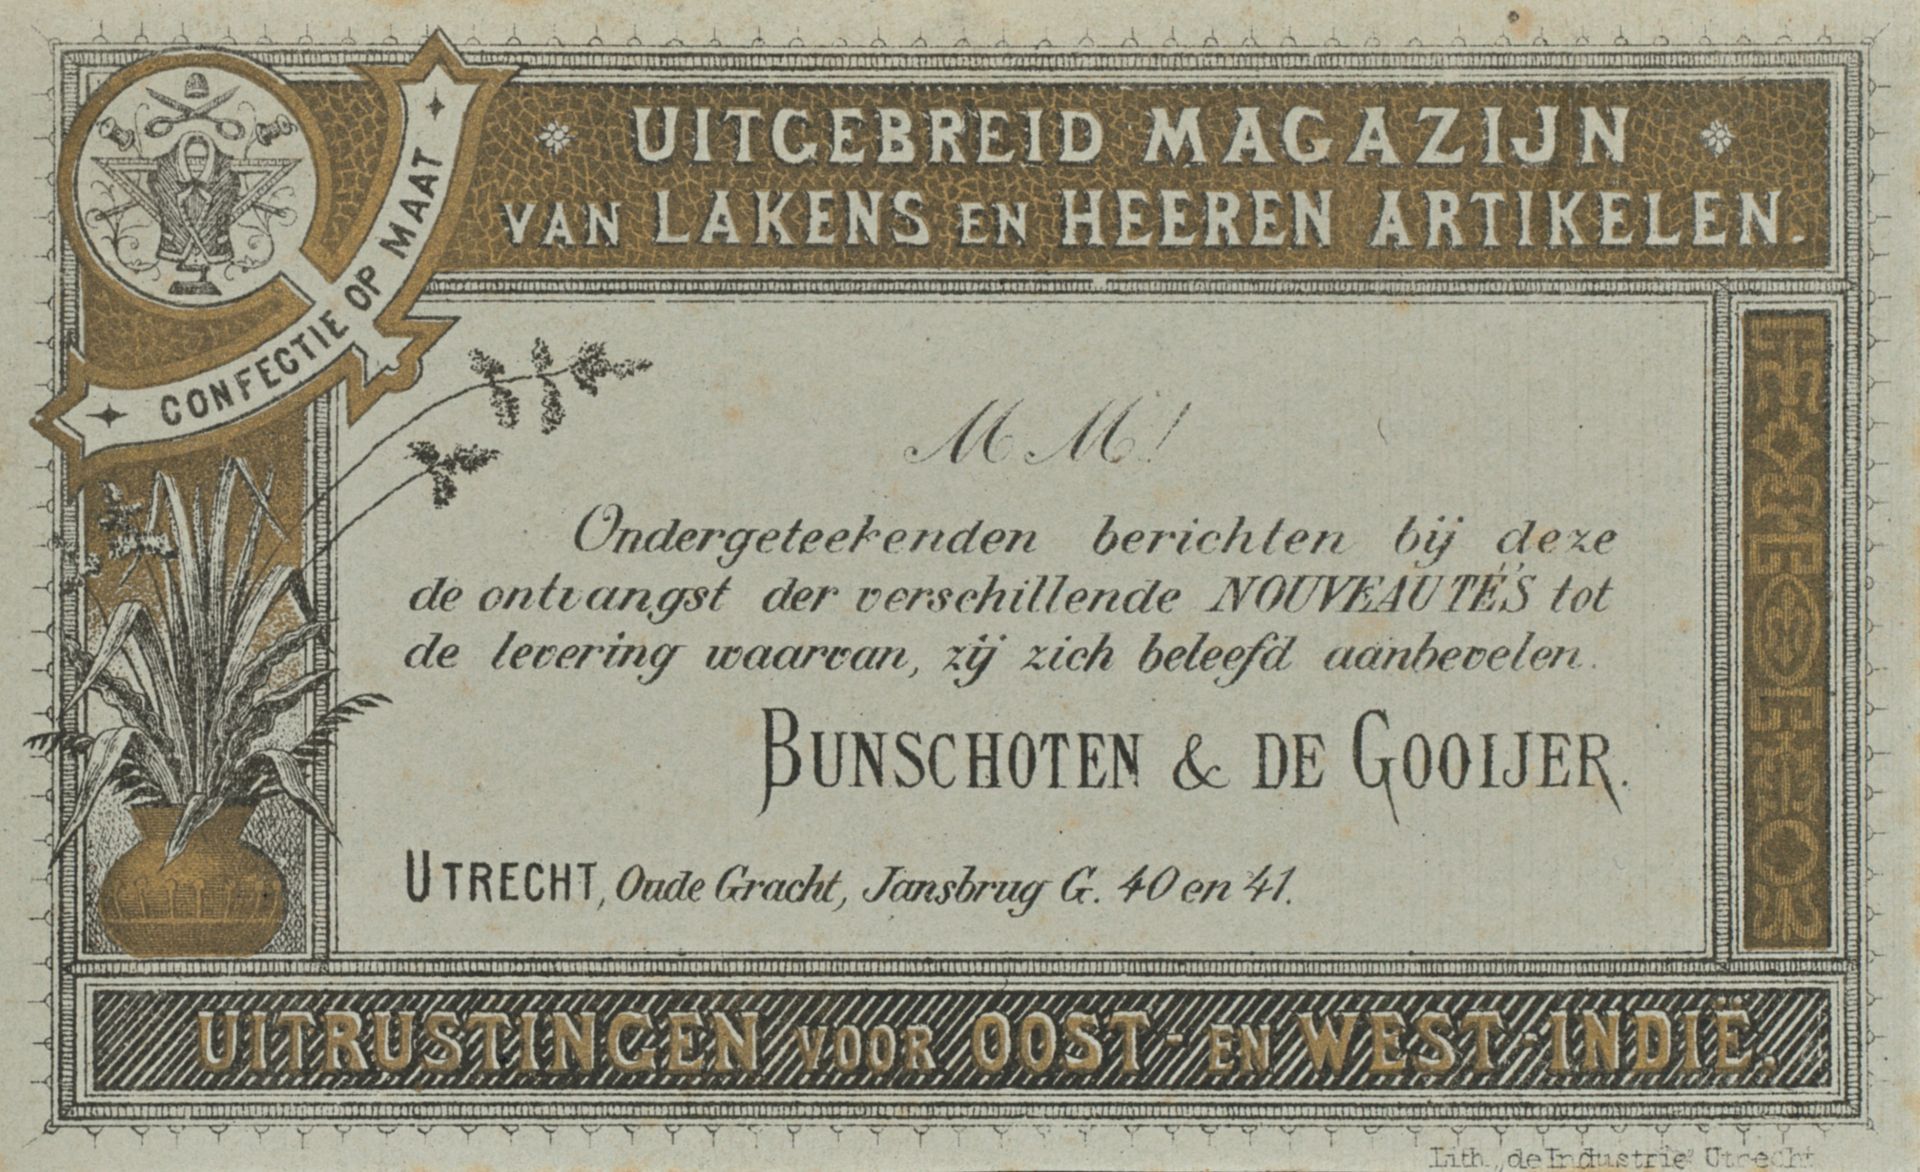 UITGEBREID MAGAZIJN
VAN LAKENS EN HEEREN ARTIKELEN.
CONFECTIE OP MAAT
M M!
Ondergeteekenden berichten bij deze
de ontvangst der verschillende NOUVEAUTÉS tot
de levering waarvan, zij zich beleefd aanbevelen.
BUNSCHOTEN & DE GOOIJER.
UTRECHT, Oude Gracht, Jansbrug G. 40 en 41.
UITRUSTINGEN VOOR OOST- EN WEST-INDIË.
Lith. „de Industrie" Utrecht